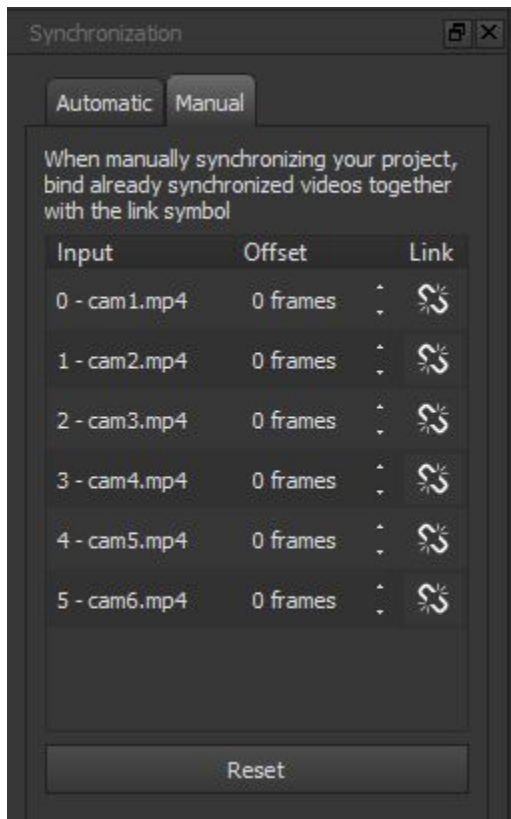 Synchronization
Automatic Manual
When manually synchronizing your project,
bind already synchronized videos together
with the link symbol
Input Offset Link
0 - cam1.mp4 0 frames
1 - cam2.mp4 0 frames
2 - cam3.mp4 0 frames
3 - cam4.mp4 0 frames
4 - cam5.mp4 0 frames
5 - cam6.mp4 0 frames
Reset